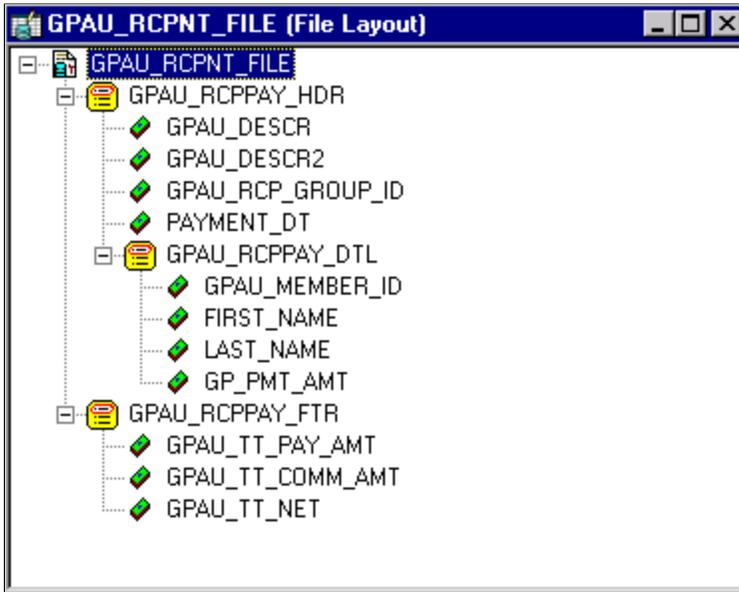 GPAU_RCPNT_FILE (File Layout)
GPAU_RCPNT_FILE
GPAU_RCPPAY_HDR
GPAU_DESCR
GPAU_DESCR2
GPAU_RCP_GROUP_ID
PAYMENT_DT
GPAU_RCPPAY_DTL
GPAU_MEMBER_ID
FIRST_NAME
LAST_NAME
GP_PMT_AMT
GPAU_RCPPAY_FTR
GPAU_TT_PAY_AMT
GPAU_TT_COMM_AMT
GPAU_TT_NET